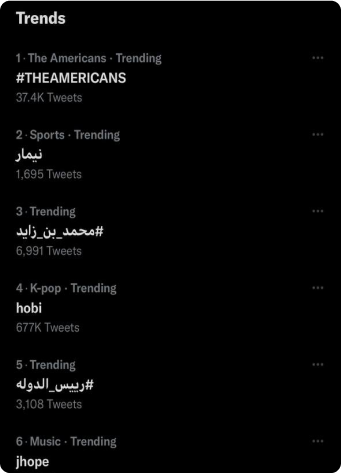 Trends
1 · The Americans · Trending
#THEAMERICANS
37.4K Tweets
2 · Sports · Trending
نيمار
1,695 Tweets
3 · Trending
#محمد_بن_زايد
6,991 Tweets
4 · K-pop · Trending
hobi
677K Tweets
5 · Trending
#رييس_الدوله
3,108 Tweets
6 · Music · Trending
jhope